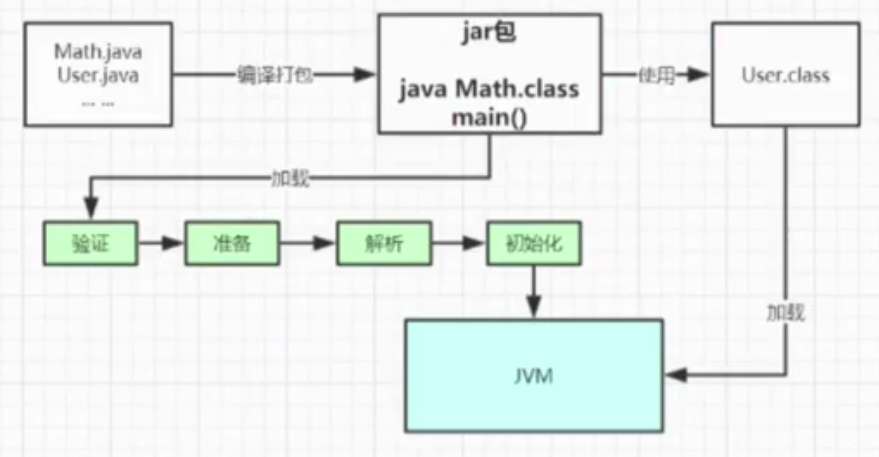 Math.java
User.java
... ...
编译打包
jar包
java Math.class
main()
使用
User.class
加载
验证
准备
解析
初始化
加载
JVM